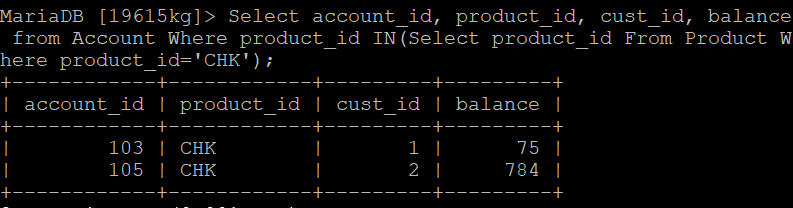 MariaDB [19615kg]> Select account_id, product_id, cust_id, balance
 from Account Where product_id IN(Select product_id From Product W
here product_id='CHK');
+------------+------------+---------+---------+
| account_id | product_id | cust_id | balance |
+------------+------------+---------+---------+
|        103 | CHK        |       1 |      75 |
|        105 | CHK        |       2 |     784 |
+------------+------------+---------+---------+